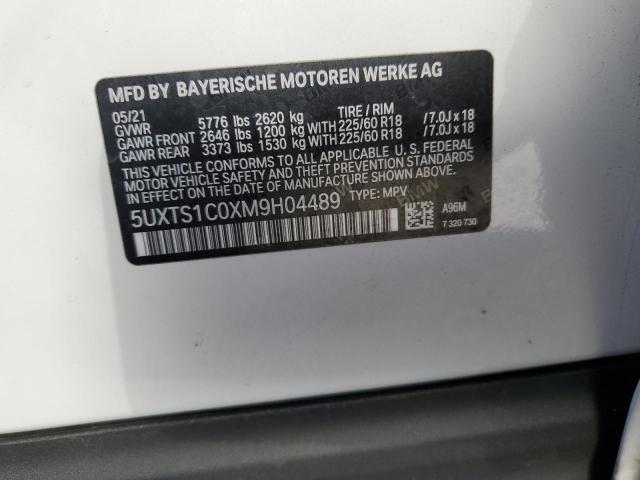 MFD BY BAYERISCHE MOTOREN WERKE AG
05/21
GVWR 5776 lbs 2620 kg TIRE / RIM
GAWR FRONT 2646 lbs 1200 kg WITH 225/60 R18 /7.0J x 18
GAWR REAR 3373 lbs 1530 kg WITH 225/60 R18 /7.0J x 18
THIS VEHICLE CONFORMS TO ALL APPLICABLE U. S. FEDERAL
MOTOR VEHICLE SAFETY, BUMPER, AND THEFT PREVENTION STANDARDS
IN EFFECT ON THE DATE OF MANUFACTURE SHOWN ABOVE.
5UXTS1C0XM9H04489 TYPE: MPV
A96M
7 320 730